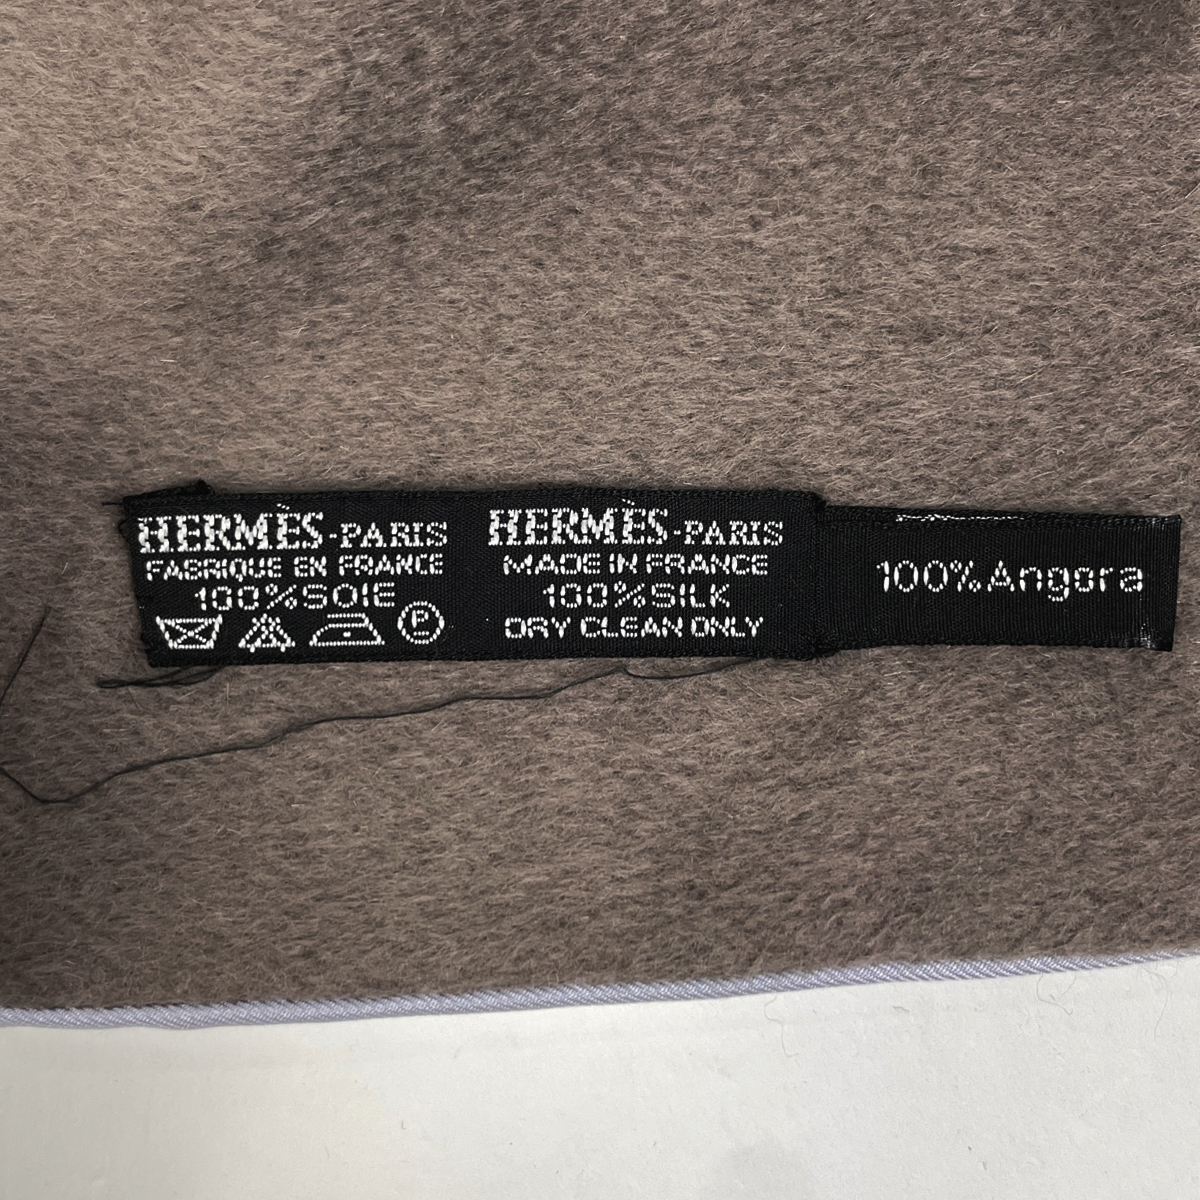 HERMÈS-PARIS
FABRIQUE EN FRANCE
100%SOIE
P
HERMÈS-PARIS
MADE IN FRANCE
100%SILK
DRY CLEAN ONLY
100%Angora